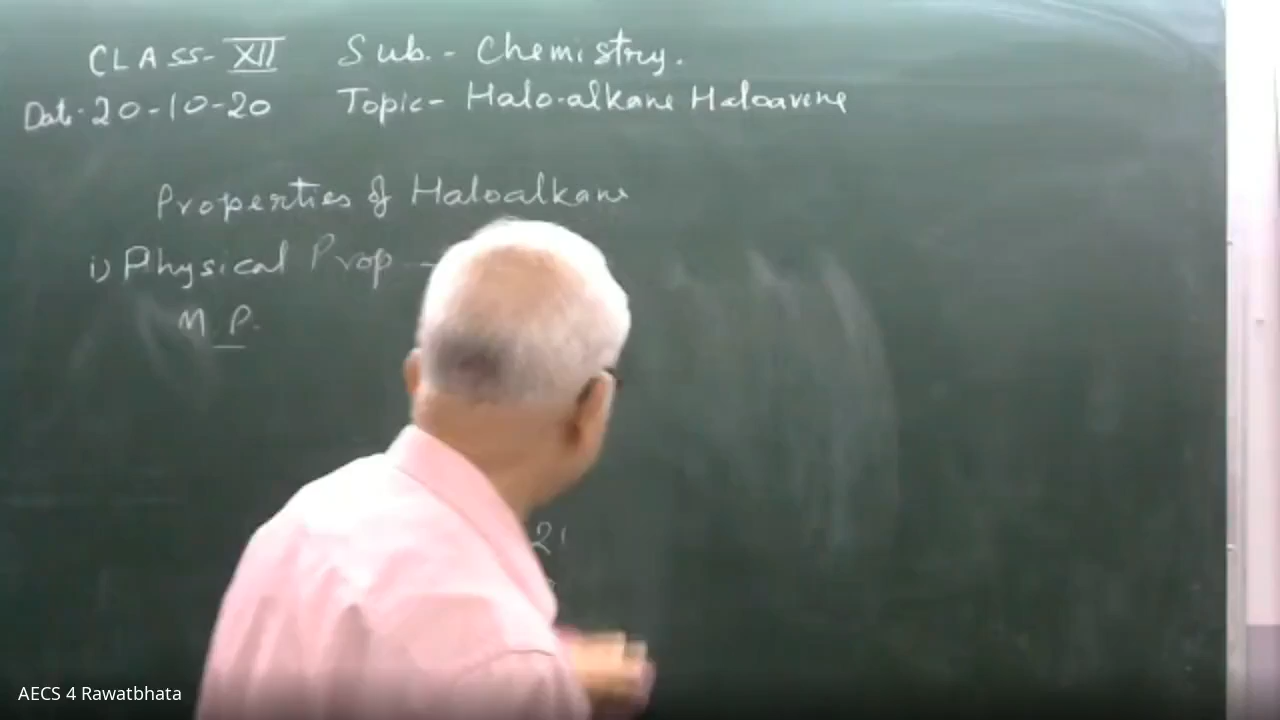 CLASS- XII Sub. - Chemistry.
Date. 20-10-20 Topic - Halo-alkane Haloarene
Properties of Haloalkane
i) Physical Prop -
M.P.
21
AECS 4 Rawatbhata